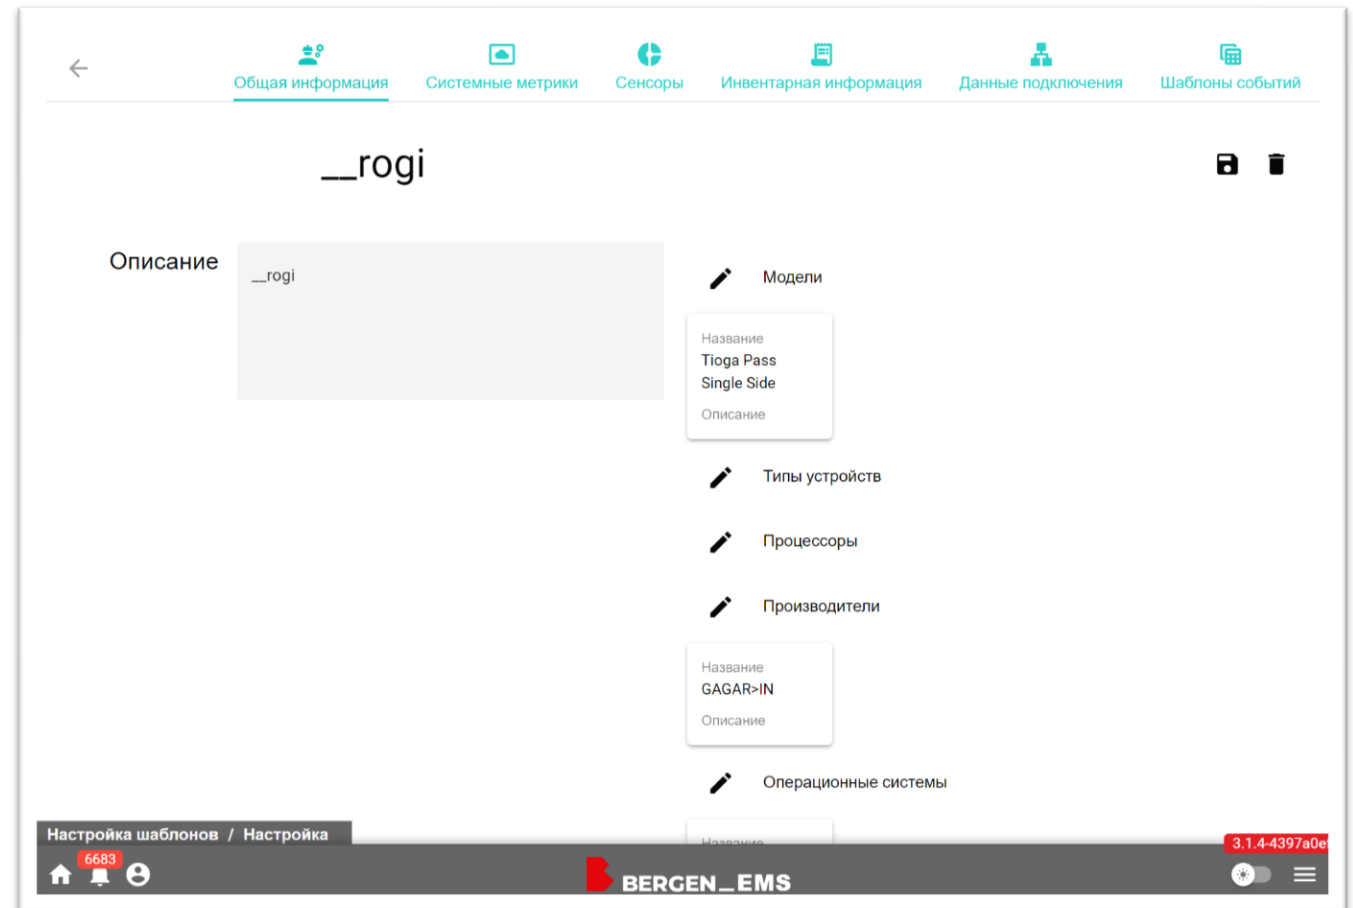 Общая информация
Системные метрики
Сенсоры
Инвентарная информация
Данные подключения
Шаблоны событий
__rogi
Описание
__rogi
Модели
Название
Tioga Pass
Single Side
Описание
Типы устройств
Процессоры
Производители
Название
GAGAR>IN
Описание
Операционные системы
Название
Настройка шаблонов / Настройка
3.1.4-4397a0e
6683
BERGEN_EMS